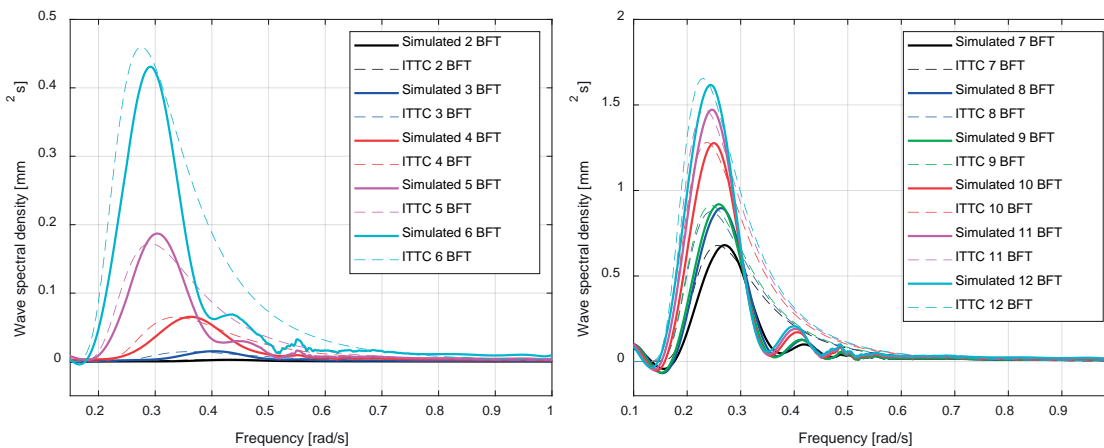 0.5
0.4
0.3
0.2
0.1
0
0.2
0.3
0.4
0.5
0.6
0.7
0.8
0.9
1
Frequency [rad/s]
Wave spectral density [mm
2 s]
Simulated 2 BFT
ITTC 2 BFT
Simulated 3 BFT
ITTC 3 BFT
Simulated 4 BFT
ITTC 4 BFT
Simulated 5 BFT
ITTC 5 BFT
Simulated 6 BFT
ITTC 6 BFT
2
1.5
1
0.5
0
0.1
0.2
0.3
0.4
0.5
0.6
0.7
0.8
0.9
Frequency [rad/s]
Wave spectral density [mm
2 s]
Simulated 7 BFT
ITTC 7 BFT
Simulated 8 BFT
ITTC 8 BFT
Simulated 9 BFT
ITTC 9 BFT
Simulated 10 BFT
ITTC 10 BFT
Simulated 11 BFT
ITTC 11 BFT
Simulated 12 BFT
ITTC 12 BFT